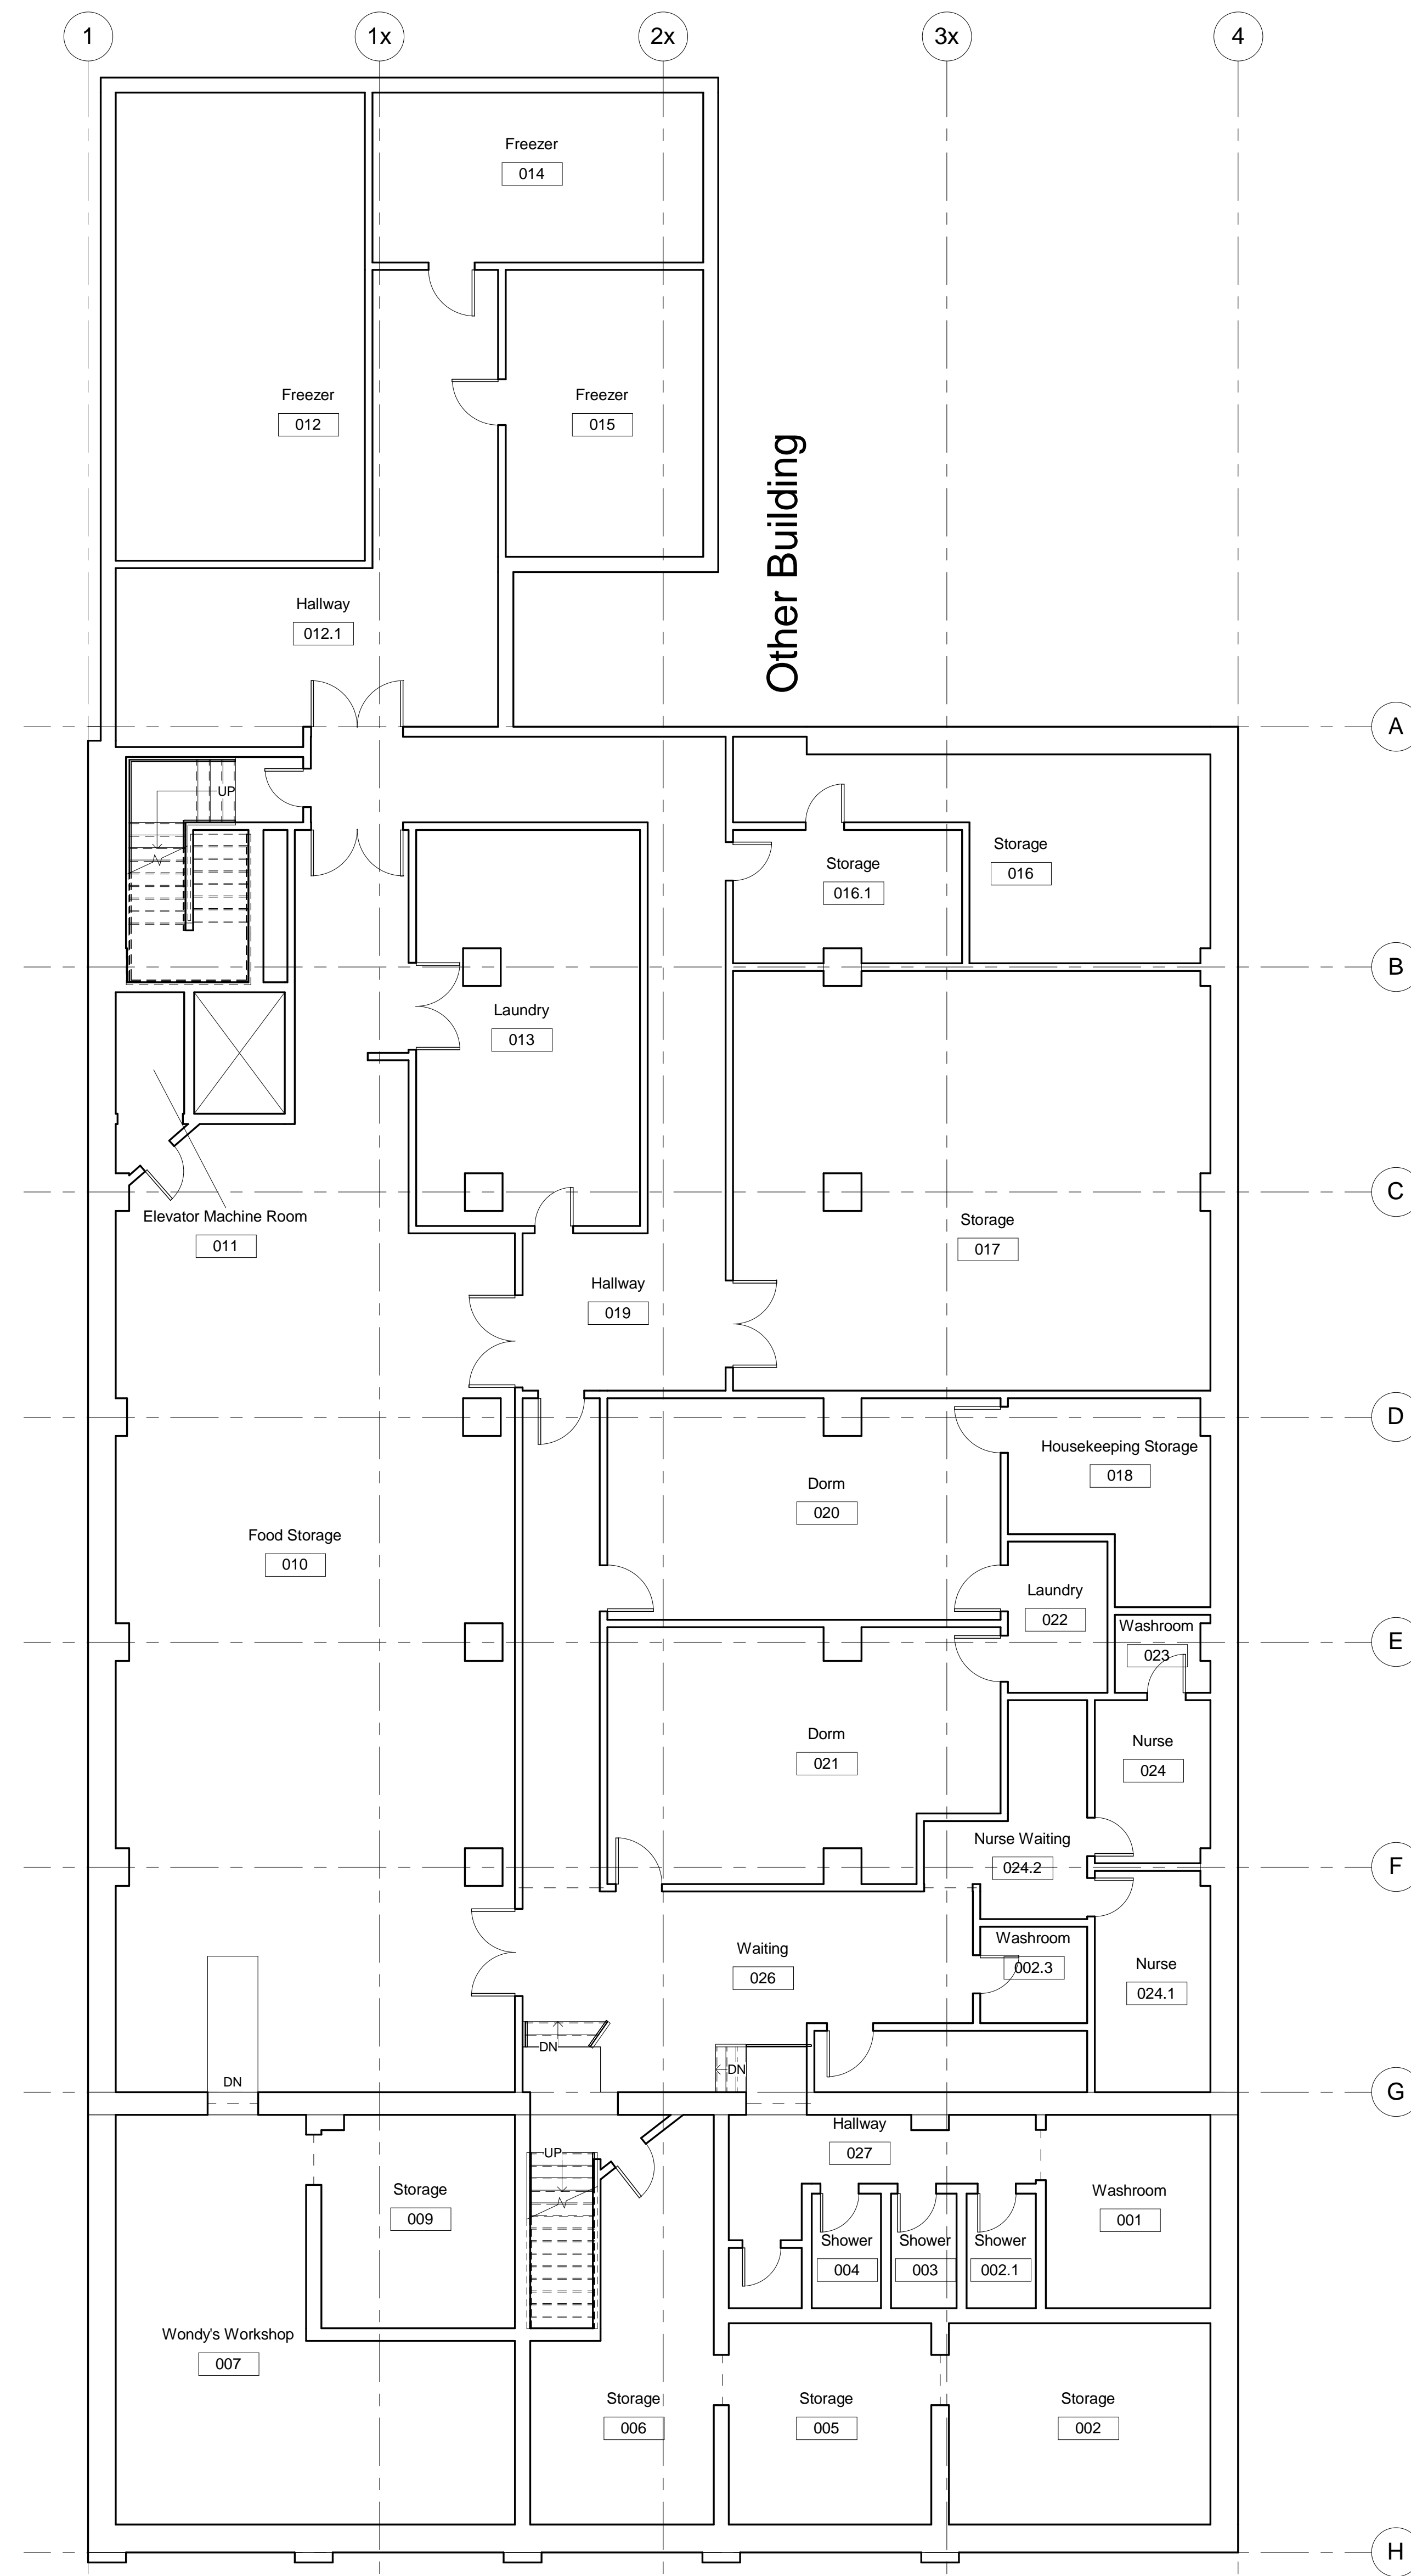 1
1x
2x
3x
4
Freezer
014
Freezer
012
Freezer
015
Other Building
Hallway
012.1
A
UP
Storage
016
Storage
016.1
B
Laundry
013
C
Elevator Machine Room
011
Storage
017
Hallway
019
D
Housekeeping Storage
018
Dorm
020
Food Storage
010
Laundry
022
Washroom
023
E
Dorm
021
Nurse
024
Nurse Waiting
024.2
F
Waiting
026
Washroom
002.3
Nurse
024.1
DN
DN
DN
G
Hallway
027
UP
Storage
009
Washroom
001
Shower
004
Shower
003
Shower
002.1
Wondy's Workshop
007
Storage
006
Storage
005
Storage
002
H